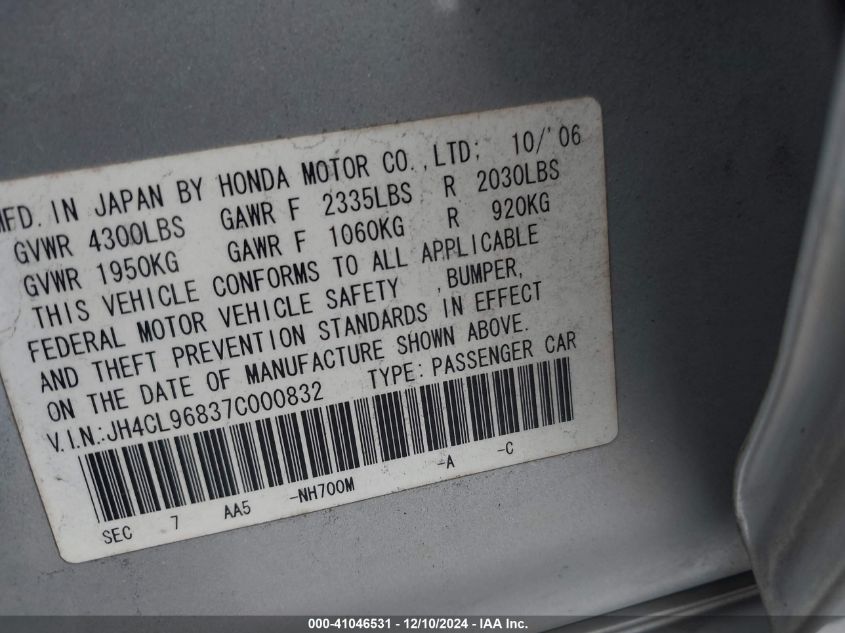 MFD. IN JAPAN BY HONDA MOTOR CO.,LTD; 10/'06
GVWR 4300LBS GAWR F 2335LBS R 2030LBS
GVWR 1950KG GAWR F 1060KG R 920KG
THIS VEHICLE CONFORMS TO ALL APPLICABLE
FEDERAL MOTOR VEHICLE SAFETY ,BUMPER,
AND THEFT PREVENTION STANDARDS IN EFFECT
ON THE DATE OF MANUFACTURE SHOWN ABOVE.
V.I.N.:JH4CL96837C000832 TYPE: PASSENGER CAR
SEC 7 AA5 -NH700M -A -C
000-41046531 - 12/10/2024 - IAA Inc.